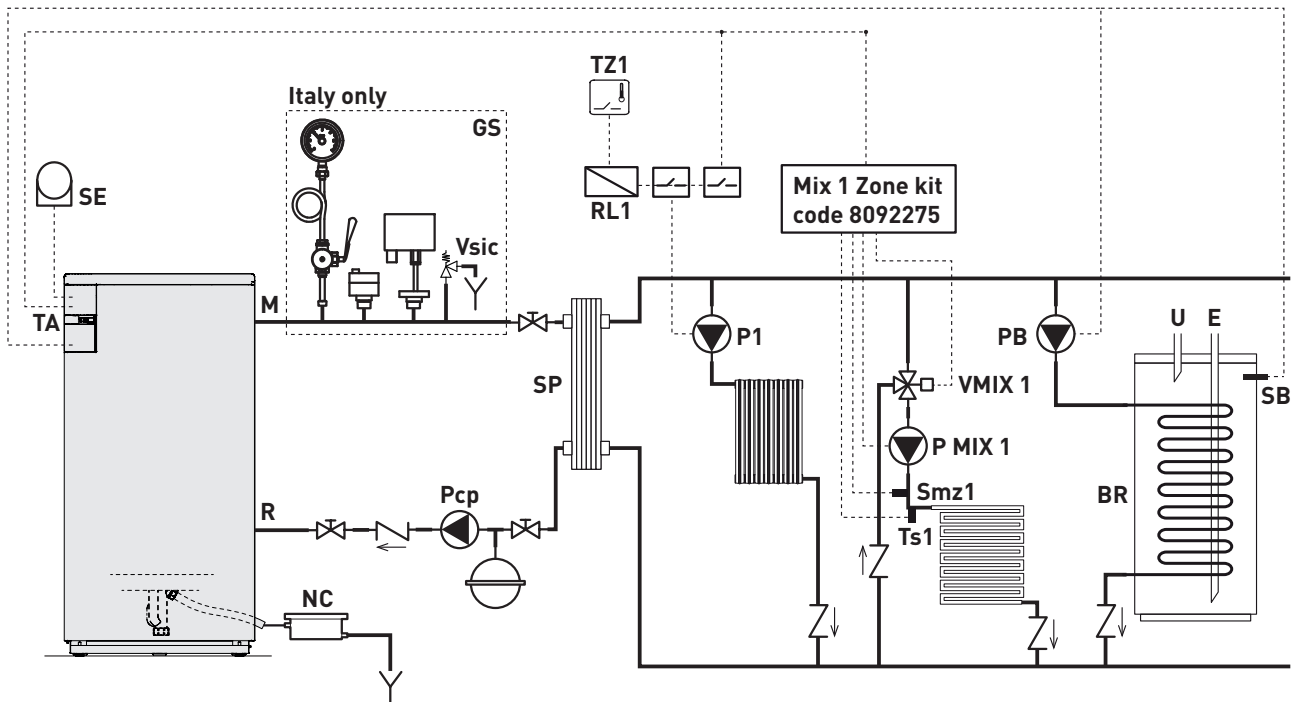 TZ1
Italy only
GS
SE
Mix 1 Zone kit
code 8092275
RL1
Vsic
M
TA
P1
PB
U E
SP
VMIX 1
SB
P MIX 1
Pcp
Smz1
BR
R
Ts1
NC